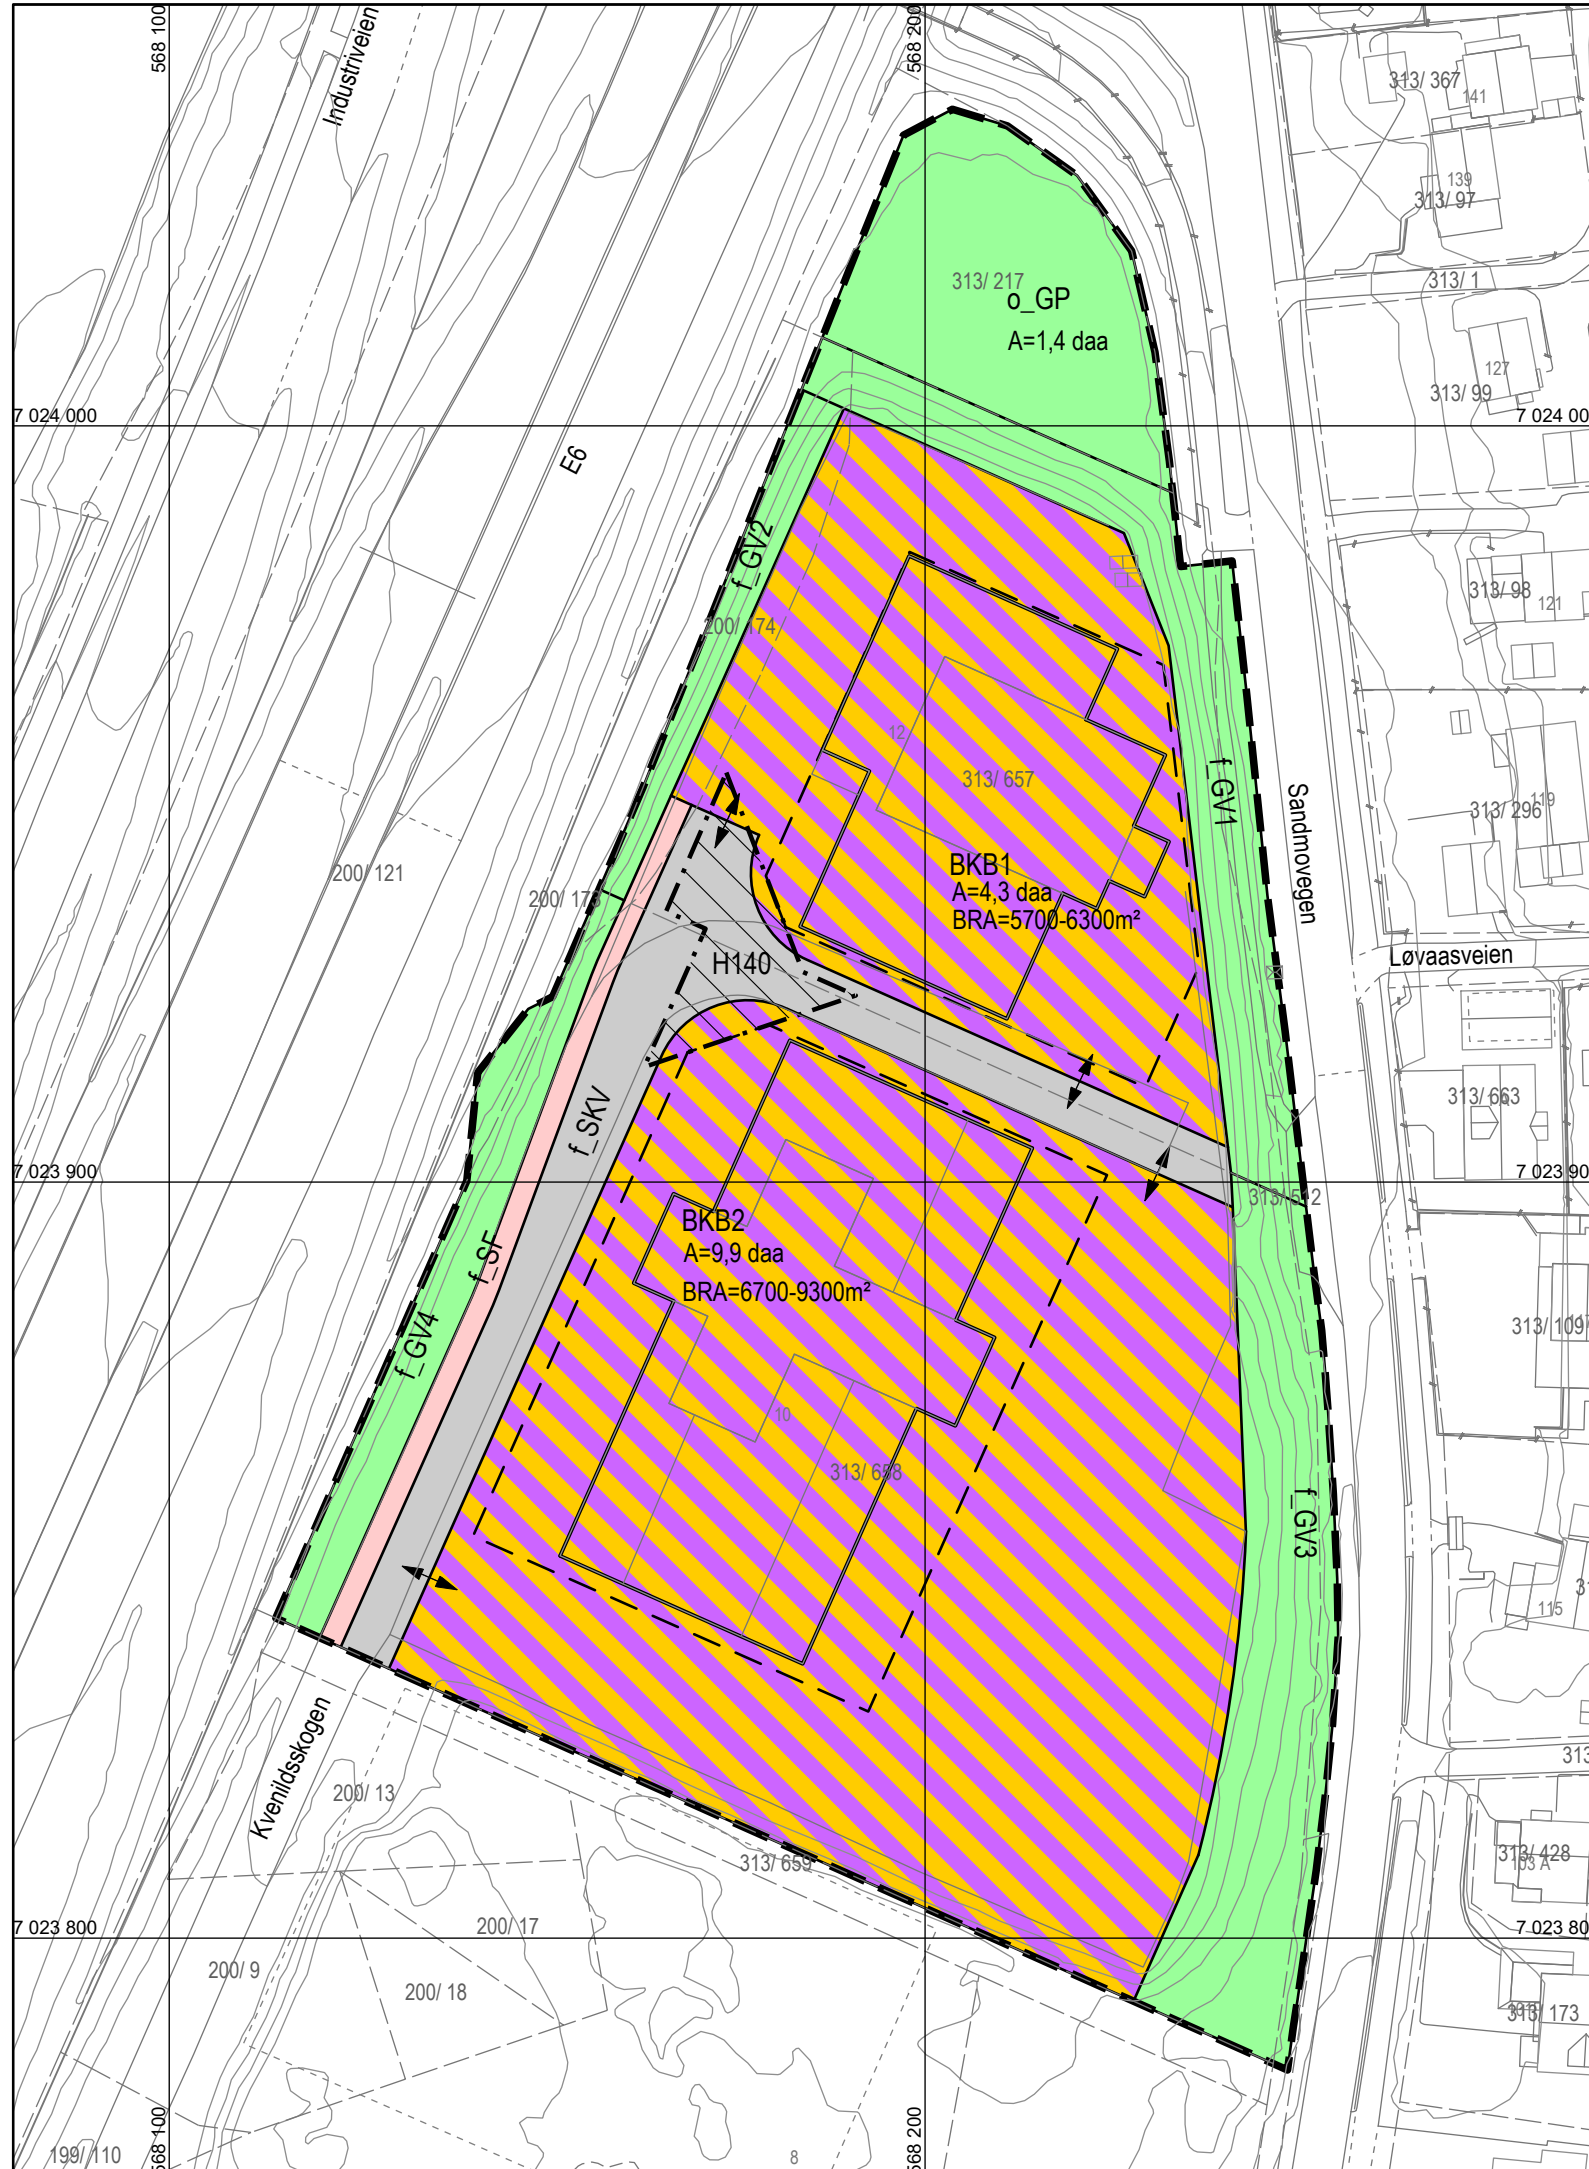 568 100
568 200
Industriveien
313/ 367
141
139
313/ 97
313/ 217
o_GP
A=1,4 daa
313/ 1
127
313/ 99
7 024 000
7 024 00
E6
f_GV2
313/ 98
121
200/ 174
12
313/ 657
f_GV1
Sandmovegen
313/ 296
119
200/ 121
200/ 173
BKB1
A=4,3 daa
BRA=5700-6300m²
H140
Løvaasveien
313/ 663
f_SKV
7 023 900
7 023 90
313/ 512
BKB2
A=9,9 daa
BRA=6700-9300m²
f_SF
f_GV4
313/ 109
10
313/ 658
f_GV3
115
Kvenildsskogen
200/ 13
313
313/ 659
313/ 428
103 A
200/ 17
7 023 800
7 023 80
200/ 9
200/ 18
313/ 173
568 100
568 200
199/ 110
8